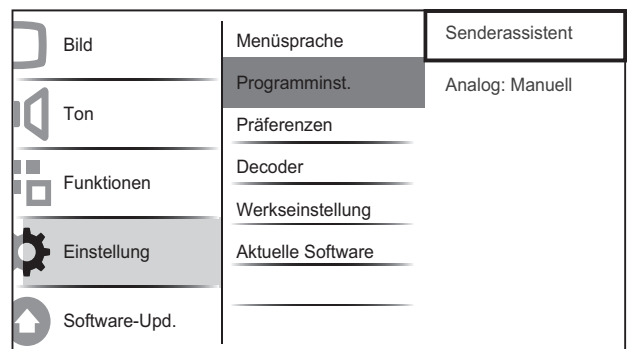 Bild
Ton
Funktionen
Einstellung
Software-Upd.
Menüsprache
Programminst.
Präferenzen
Decoder
Werkseinstellung
Aktuelle Software
Senderassistent
Analog: Manuell